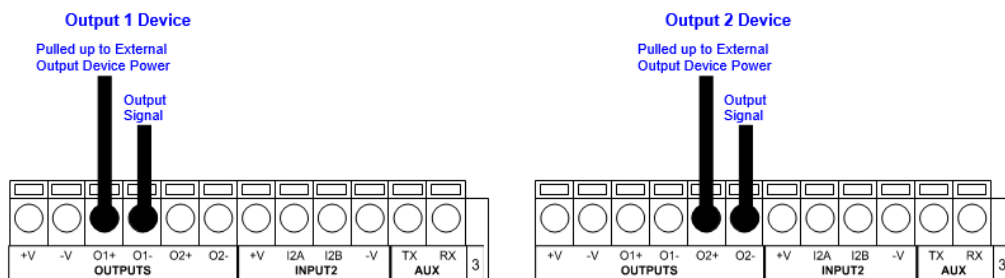 Output 1 Device
Pulled up to External
Output Device Power
Output
Signal
+V -V O1+ O1- O2+ O2- +V I2A I2B -V TX RX
OUTPUTS INPUT2 AUX 3
Output 2 Device
Pulled up to External
Output Device Power
Output
Signal
+V -V O1+ O1- O2+ O2- +V I2A I2B -V TX RX
OUTPUTS INPUT2 AUX 3